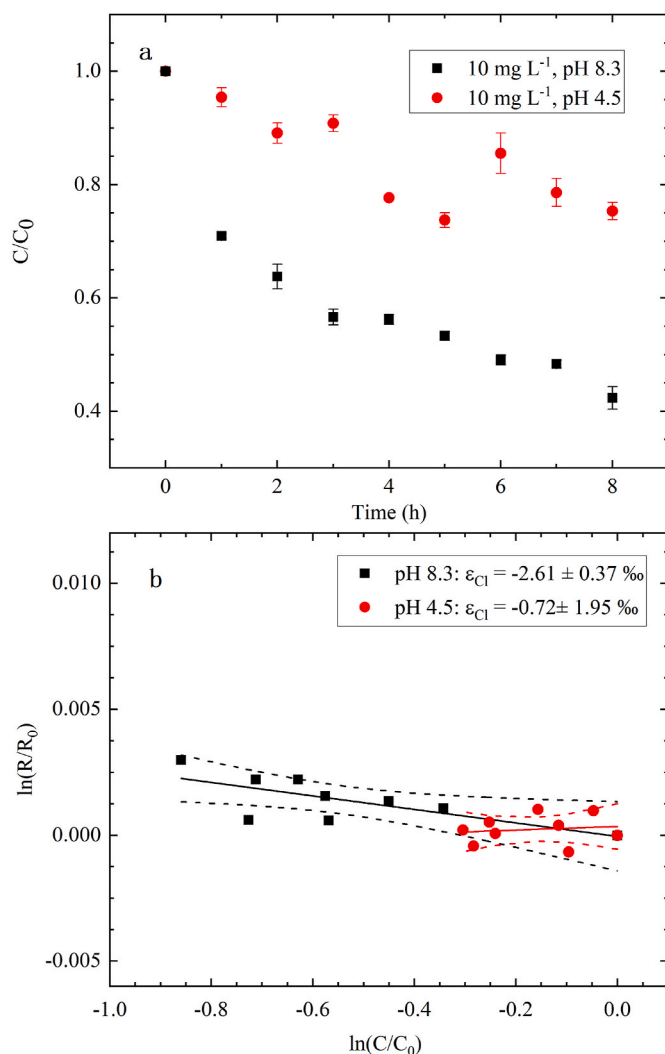 a
10 mg L⁻¹, pH 8.3
10 mg L⁻¹, pH 4.5
1.0
0.8
0.6
0.4
C/C₀
0
2
4
6
8
Time (h)
b
pH 8.3: ε_Cl = -2.61 ± 0.37 ‰
pH 4.5: ε_Cl = -0.72± 1.95 ‰
0.010
0.005
0.000
-0.005
ln(R/R₀)
-1.0
-0.8
-0.6
-0.4
-0.2
0.0
ln(C/C₀)